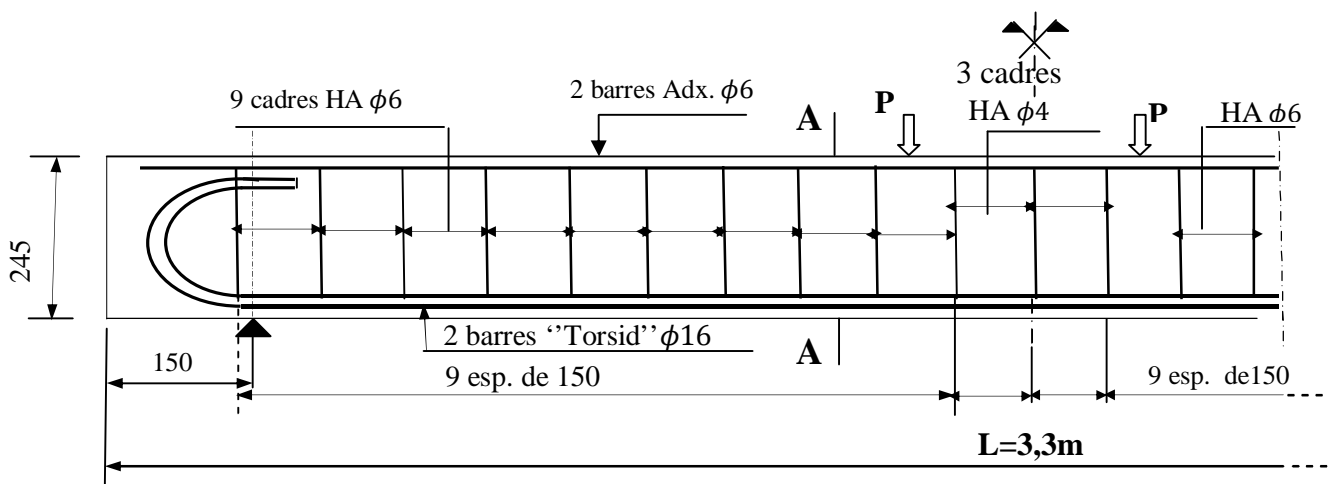 3 cadres
HA ϕ4
9 cadres HA ϕ6
2 barres Adx. ϕ6
A
P
P
HA ϕ6
245
150
2 barres ‘’Torsid’’ ϕ16
A
9 esp. de 150
9 esp. de150
L=3,3m